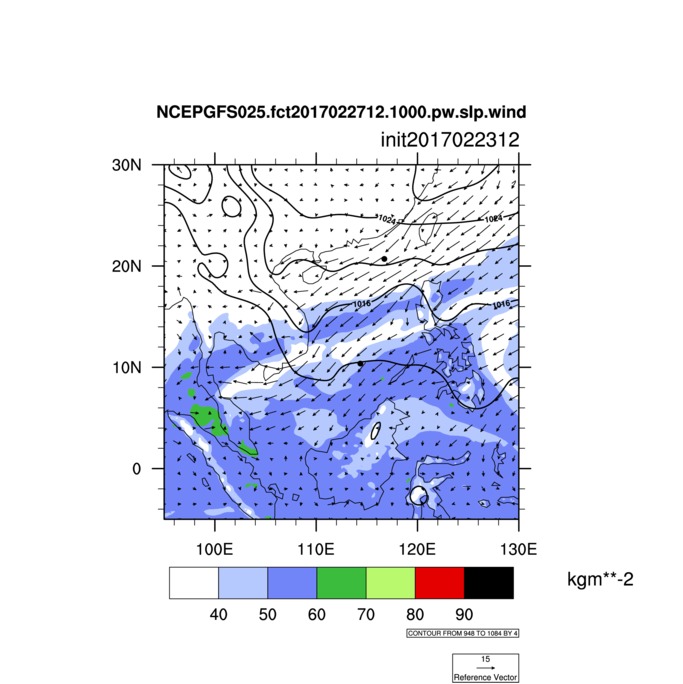 NCEPGFS025.fct2017022712.1000.pw.slp.wind
init2017022312
30N
1024
1024
20N
1016
1016
10N
0
100E 110E 120E 130E
kgm**-2
40 50 60 70 80 90
CONTOUR FROM 948 TO 1084 BY 4
15
Reference Vector